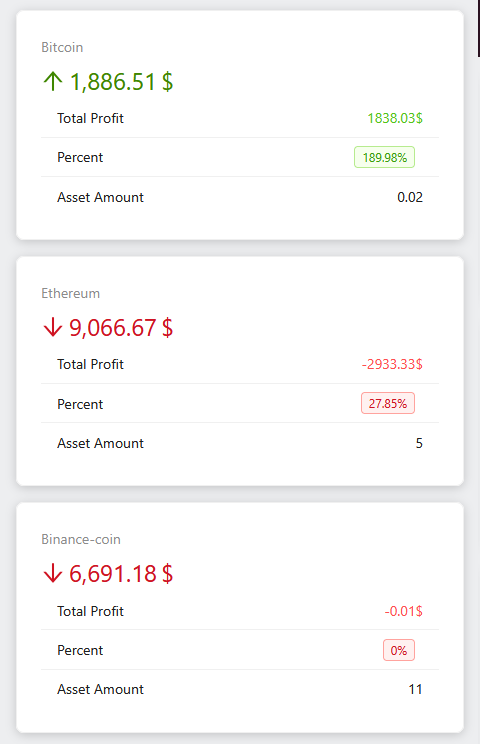 Bitcoin
↑ 1,886.51 $
Total Profit 1838.03$
Percent 189.98%
Asset Amount 0.02
Ethereum
↓ 9,066.67 $
Total Profit -2933.33$
Percent 27.85%
Asset Amount 5
Binance-coin
↓ 6,691.18 $
Total Profit -0.01$
Percent 0%
Asset Amount 11